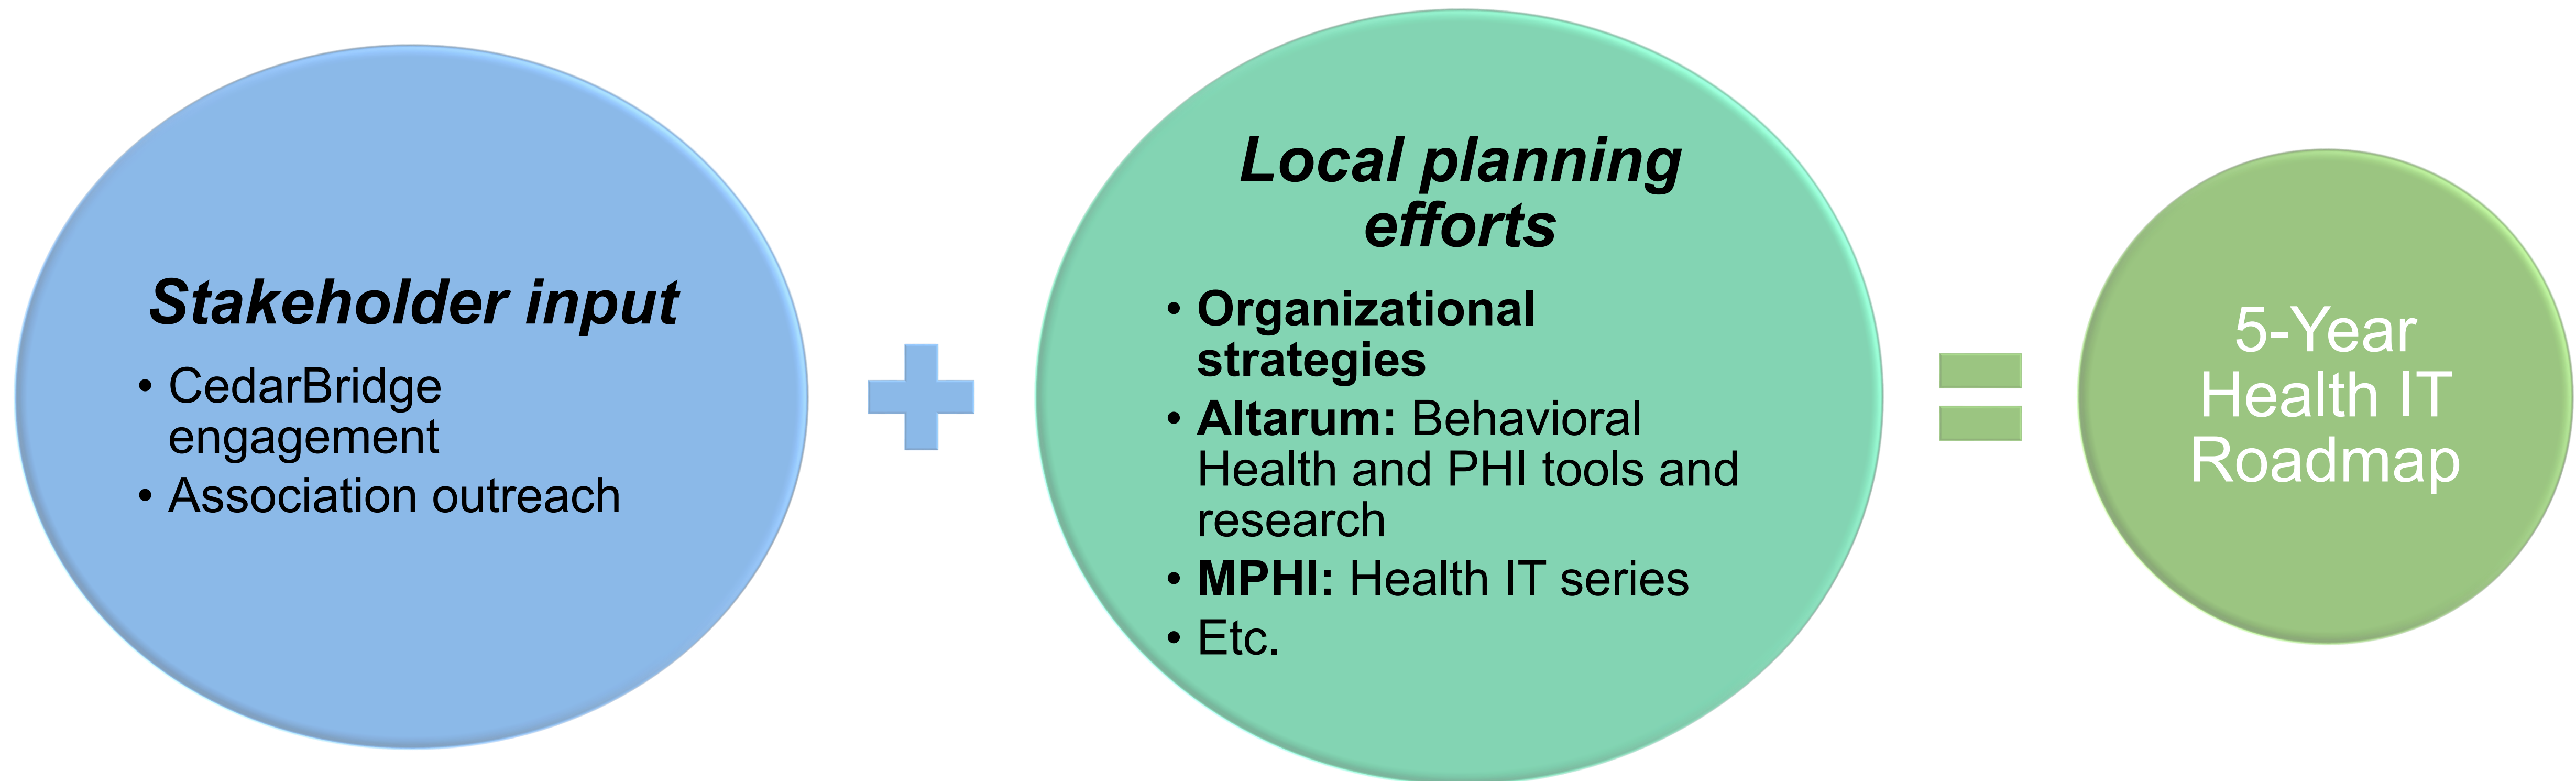 Stakeholder input
• CedarBridge
engagement
• Association outreach
Local planning
efforts
• Organizational
strategies
• Altarum: Behavioral
Health and PHI tools and
research
• MPHI: Health IT series
• Etc.
5-Year
Health IT
Roadmap